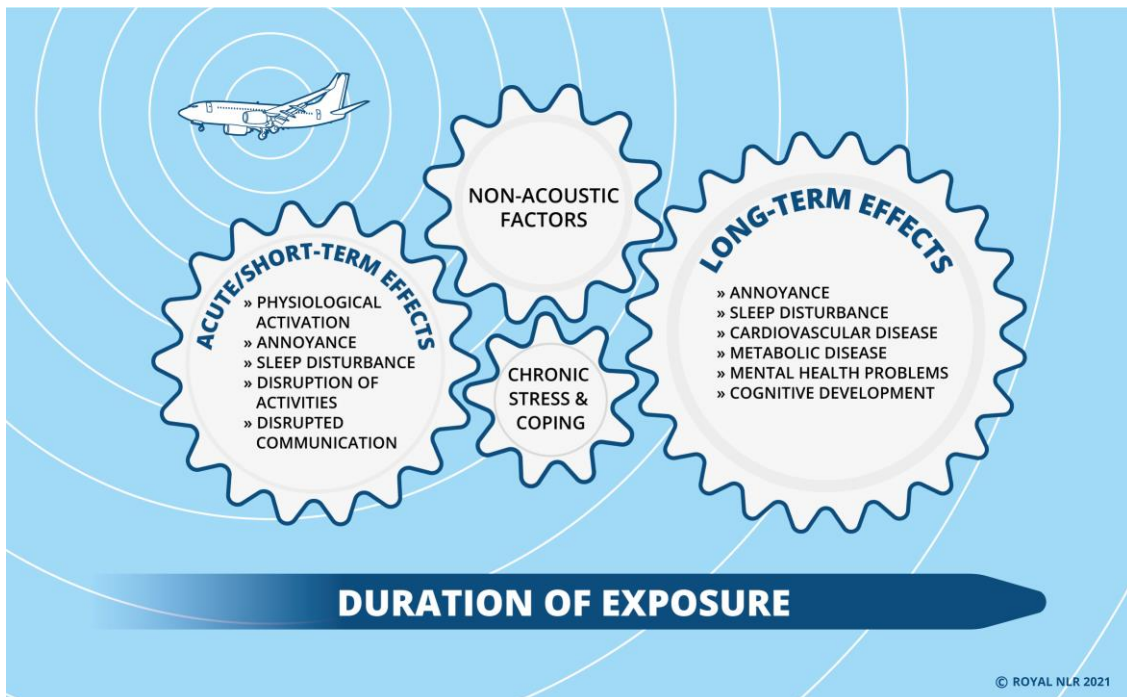 NON-ACOUSTIC
FACTORS
ACUTE/SHORT-TERM EFFECTS
» PHYSIOLOGICAL
ACTIVATION
» ANNOYANCE
» SLEEP DISTURBANCE
» DISRUPTION OF
ACTIVITIES
» DISRUPTED
COMMUNICATION
CHRONIC
STRESS &
COPING
LONG-TERM EFFECTS
» ANNOYANCE
» SLEEP DISTURBANCE
» CARDIOVASCULAR DISEASE
» METABOLIC DISEASE
» MENTAL HEALTH PROBLEMS
» COGNITIVE DEVELOPMENT
DURATION OF EXPOSURE
© ROYAL NLR 2021